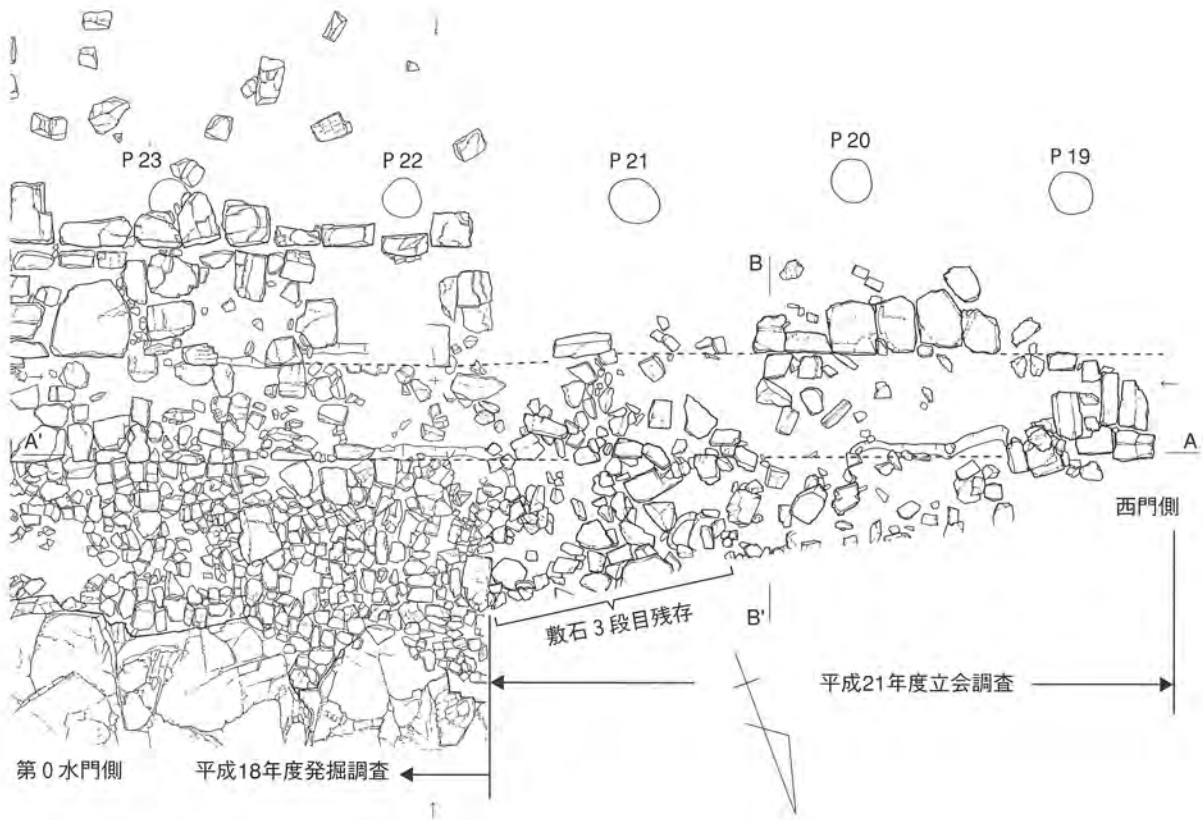 P 23
P 22
P 21
P 20
P 19
B
A'
A
西門側
敷石3段目残存
B'
平成21年度立会調査
第0水門側
平成18年度発掘調査